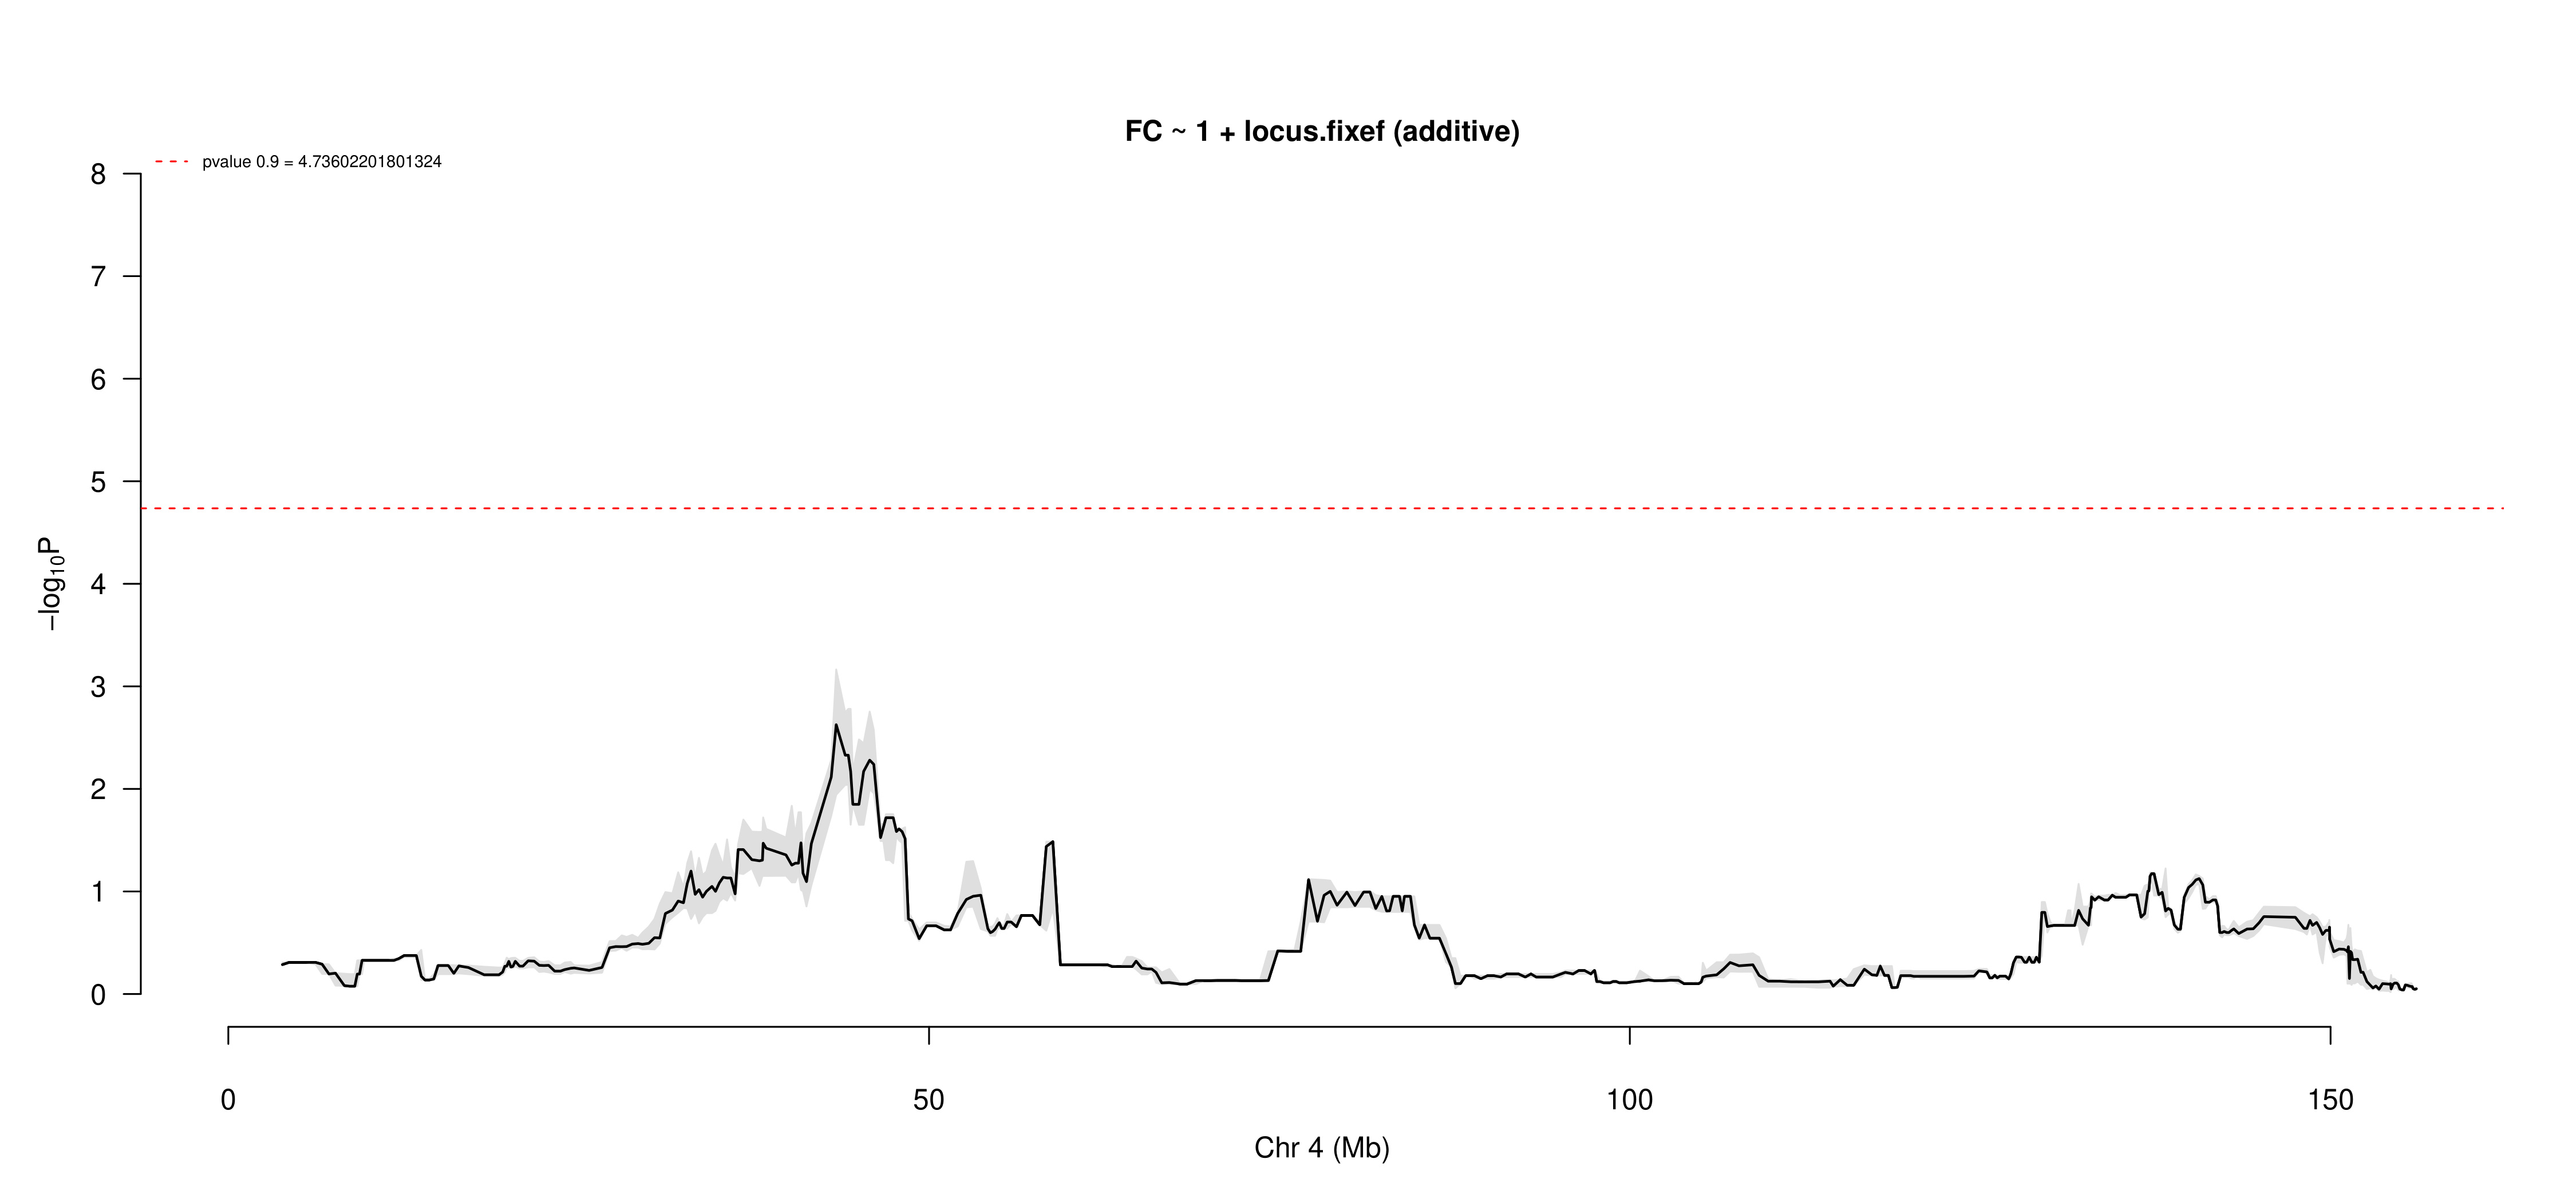 FC ~ 1 + locus.fixef (additive)
pvalue 0.9 = 4.73602201801324
8
7
6
5
4
3
2
1
0
−log10P
0 50 100 150
Chr 4 (Mb)